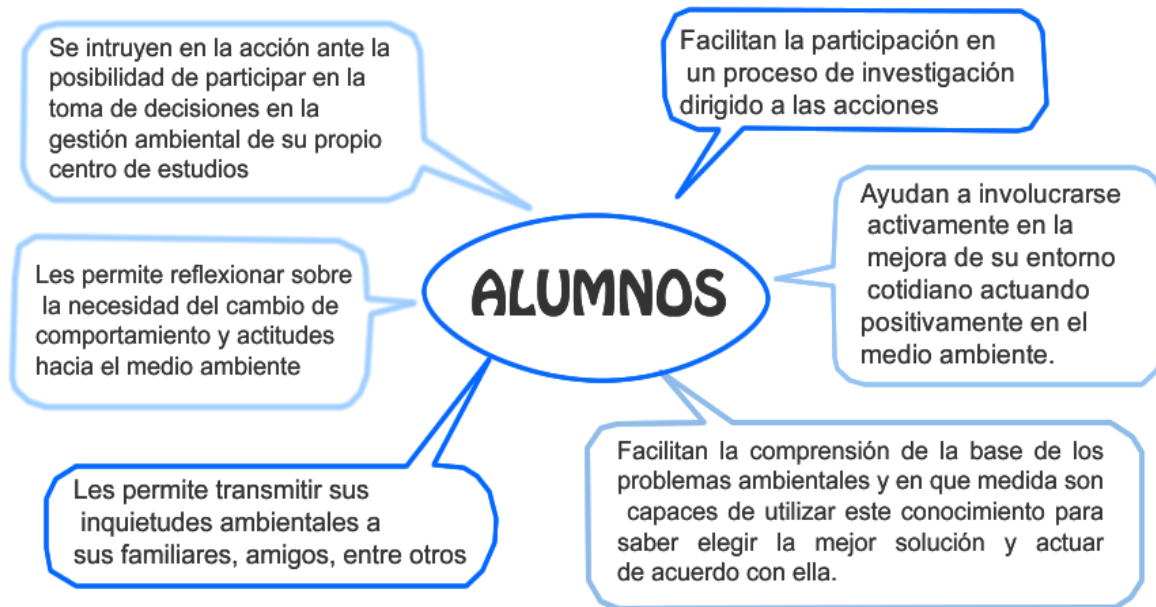 Se intruyen en la acción ante la
posibilidad de participar en la
toma de decisiones en la
gestión ambiental de su propio
centro de estudios
Facilitan la participación en
un proceso de investigación
dirigido a las acciones
Les permite reflexionar sobre
la necesidad del cambio de
comportamiento y actitudes
hacia el medio ambiente
ALUMNOS
Ayudan a involucrarse
activamente en la
mejora de su entorno
cotidiano actuando
positivamente en el
medio ambiente.
Les permite transmitir sus
inquietudes ambientales a
sus familiares, amigos, entre otros
Facilitan la comprensión de la base de los
problemas ambientales y en que medida son
capaces de utilizar este conocimiento para
saber elegir la mejor solución y actuar
de acuerdo con ella.